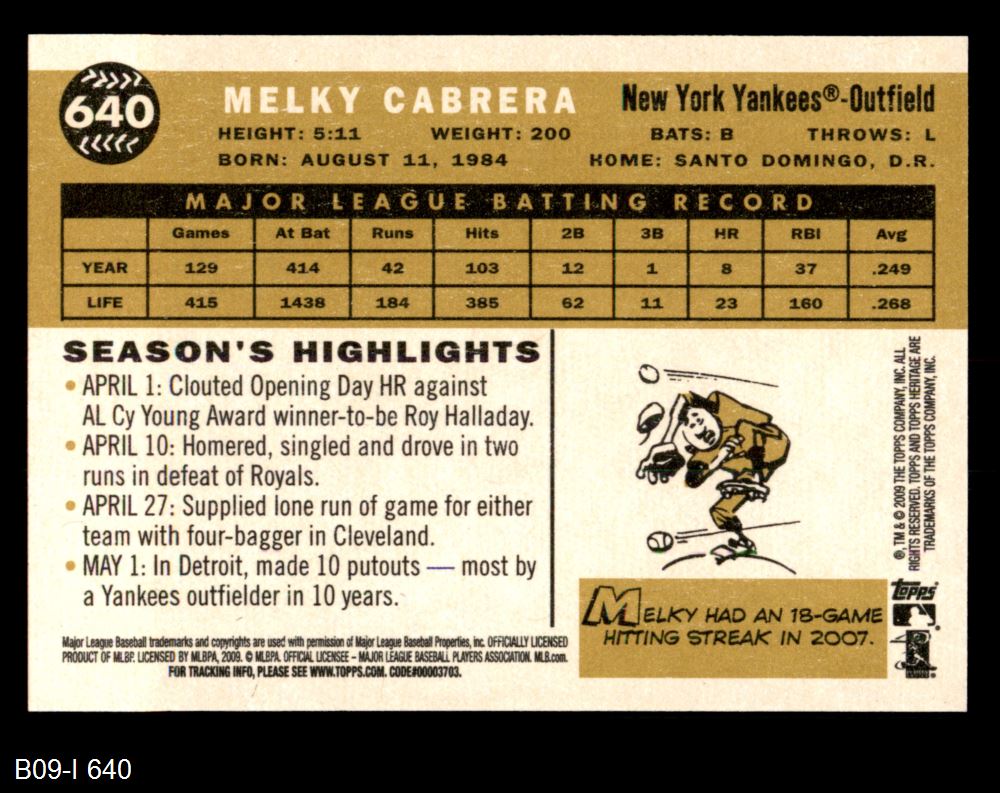 640
MELKY CABRERA
New York Yankees®-Outfield
HEIGHT: 5:11 WEIGHT: 200 BATS: B THROWS: L
BORN: AUGUST 11, 1984 HOME: SANTO DOMINGO, D.R.
MAJOR LEAGUE BATTING RECORD
Games At Bat Runs Hits 2B 3B HR RBI Avg
YEAR 129 414 42 103 12 1 8 37 .249
LIFE 415 1438 184 385 62 11 23 160 .268
SEASON'S HIGHLIGHTS
• APRIL 1: Clouted Opening Day HR against
AL Cy Young Award winner-to-be Roy Halladay.
• APRIL 10: Homered, singled and drove in two
runs in defeat of Royals.
• APRIL 27: Supplied lone run of game for either
team with four-bagger in Cleveland.
• MAY 1: In Detroit, made 10 putouts — most by
a Yankees outfielder in 10 years.
Major League Baseball trademarks and copyrights are used with permission of Major League Baseball Properties, Inc. OFFICIALLY LICENSED
PRODUCT OF MLBP. LICENSED BY MLBPA, 2009. © MLBPA. OFFICIAL LICENSEE – MAJOR LEAGUE BASEBALL PLAYERS ASSOCIATION. MLB.com.
FOR TRACKING INFO, PLEASE SEE WWW.TOPPS.COM. CODE#00003703.
MELKY HAD AN 18-GAME
HITTING STREAK IN 2007.
®, TM & © 2009 THE TOPPS COMPANY, INC. ALL
RIGHTS RESERVED. TOPPS AND TOPPS HERITAGE ARE
TRADEMARKS OF THE TOPPS COMPANY, INC.
topps
B09-I 640